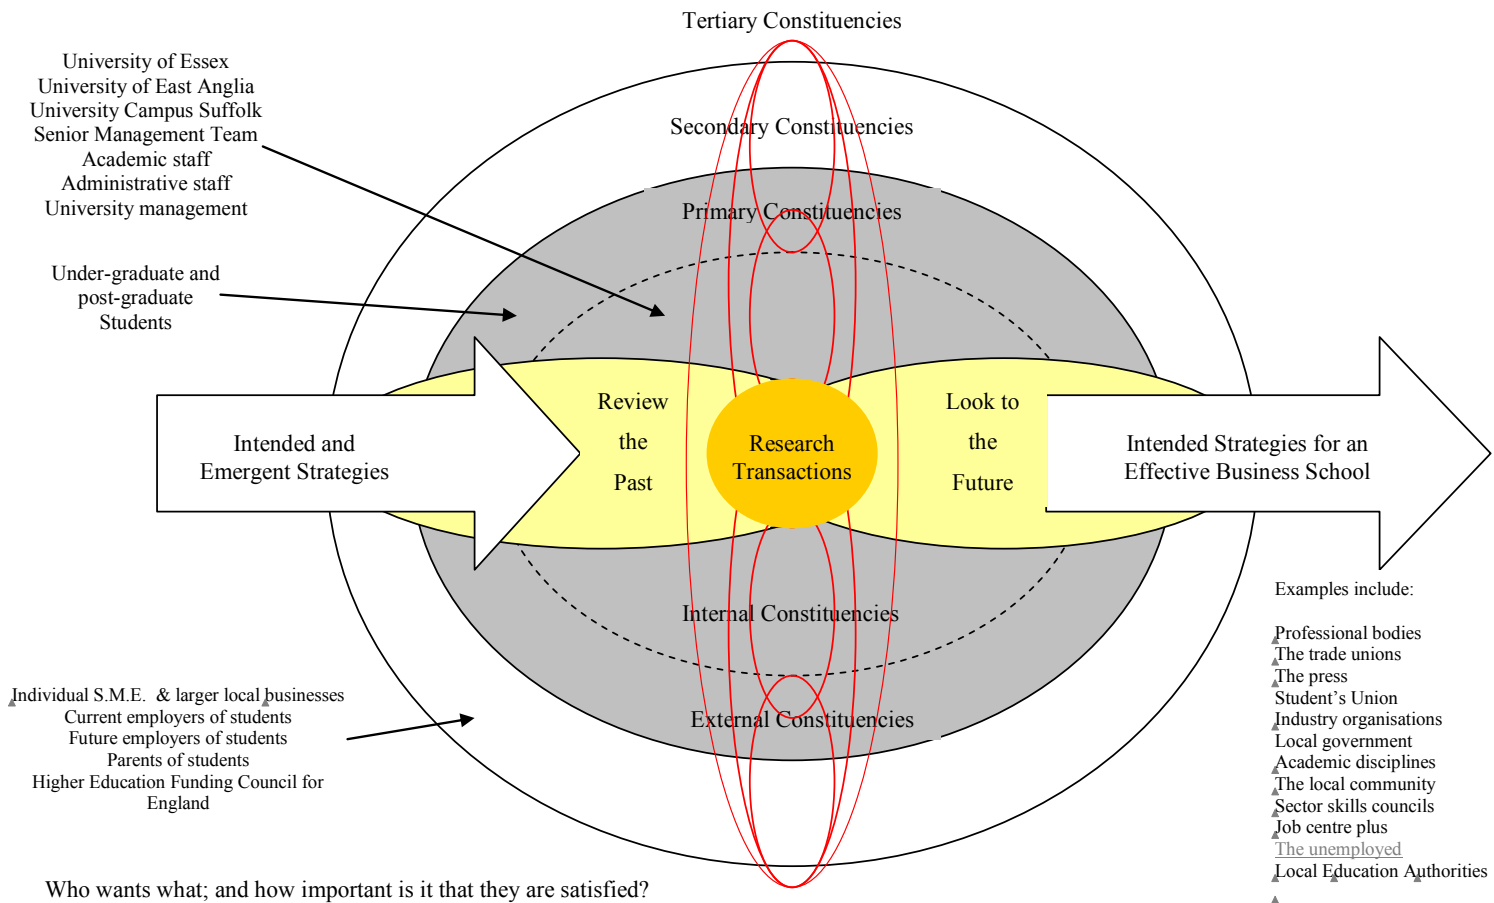 Tertiary Constituencies
University of Essex
University of East Anglia
University Campus Suffolk
Senior Management Team
Academic staff
Administrative staff
University management
Secondary Constituencies
Primary Constituencies
Under-graduate and
post-graduate
Students
Review
the
Past
Look to
the
Future
Research
Transactions
Intended and
Emergent Strategies
Intended Strategies for an
Effective Business School
Internal Constituencies
External Constituencies
Individual S.M.E. & larger local businesses
Current employers of students
Future employers of students
Parents of students
Higher Education Funding Council for
England
Examples include:
Professional bodies
The trade unions
The press
Student’s Union
Industry organisations
Local government
Academic disciplines
The local community
Sector skills councils
Job centre plus
The unemployed
Local Education Authorities
Who wants what; and how important is it that they are satisfied?